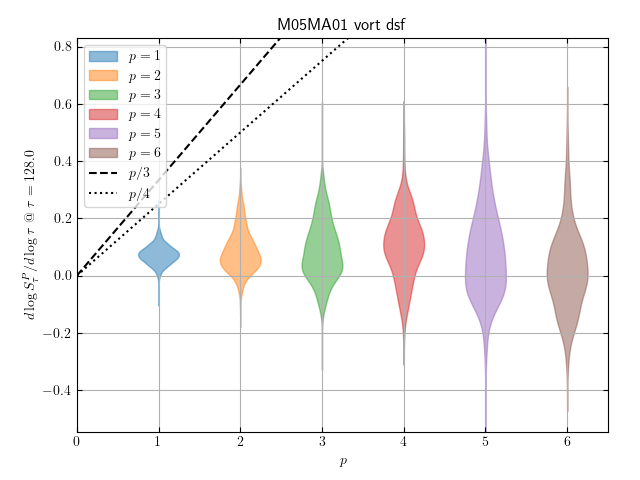 M05MA01 vort dsf
d log S_τ^P / d log τ @ τ = 128.0
0.8
0.6
0.4
0.2
0.0
−0.2
−0.4
p = 1
p = 2
p = 3
p = 4
p = 5
p = 6
p/3
p/4
0 1 2 3 4 5 6
p